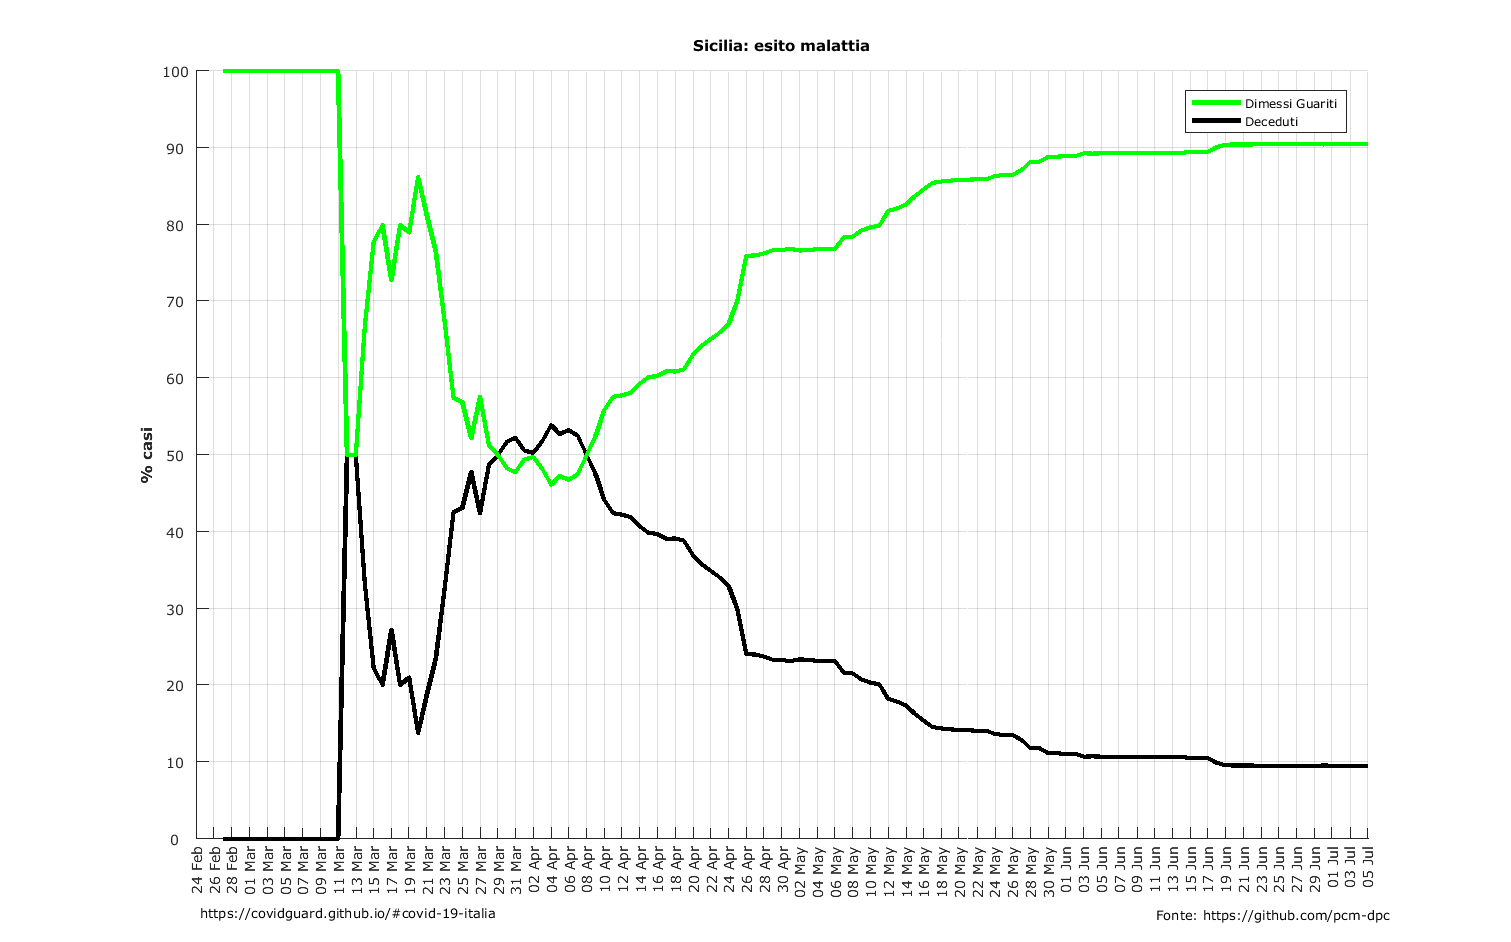 Sicilia: esito malattia
100
90
80
70
60
50
40
30
20
10
0
% casi
Dimessi Guariti
Deceduti
24 Feb
26 Feb
28 Feb
01 Mar
03 Mar
05 Mar
07 Mar
09 Mar
11 Mar
13 Mar
15 Mar
17 Mar
19 Mar
21 Mar
23 Mar
25 Mar
27 Mar
29 Mar
31 Mar
02 Apr
04 Apr
06 Apr
08 Apr
10 Apr
12 Apr
14 Apr
16 Apr
18 Apr
20 Apr
22 Apr
24 Apr
26 Apr
28 Apr
30 Apr
02 May
04 May
06 May
08 May
10 May
12 May
14 May
16 May
18 May
20 May
22 May
24 May
26 May
28 May
30 May
01 Jun
03 Jun
05 Jun
07 Jun
09 Jun
11 Jun
13 Jun
15 Jun
17 Jun
19 Jun
21 Jun
23 Jun
25 Jun
27 Jun
29 Jun
01 Jul
03 Jul
05 Jul
https://covidguard.github.io/#covid-19-italia
Fonte: https://github.com/pcm-dpc